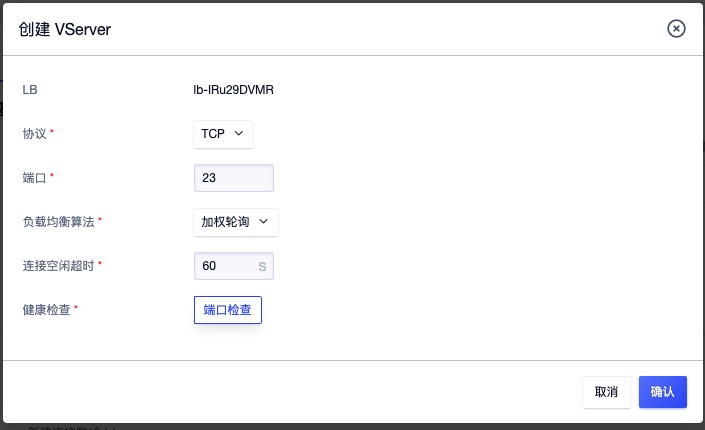 创建 VServer
LB lb-IRu29DVMR
协议 * TCP
端口 * 23
负载均衡算法 * 加权轮询
连接空闲超时 * 60 S
健康检查 * 端口检查
取消 确认